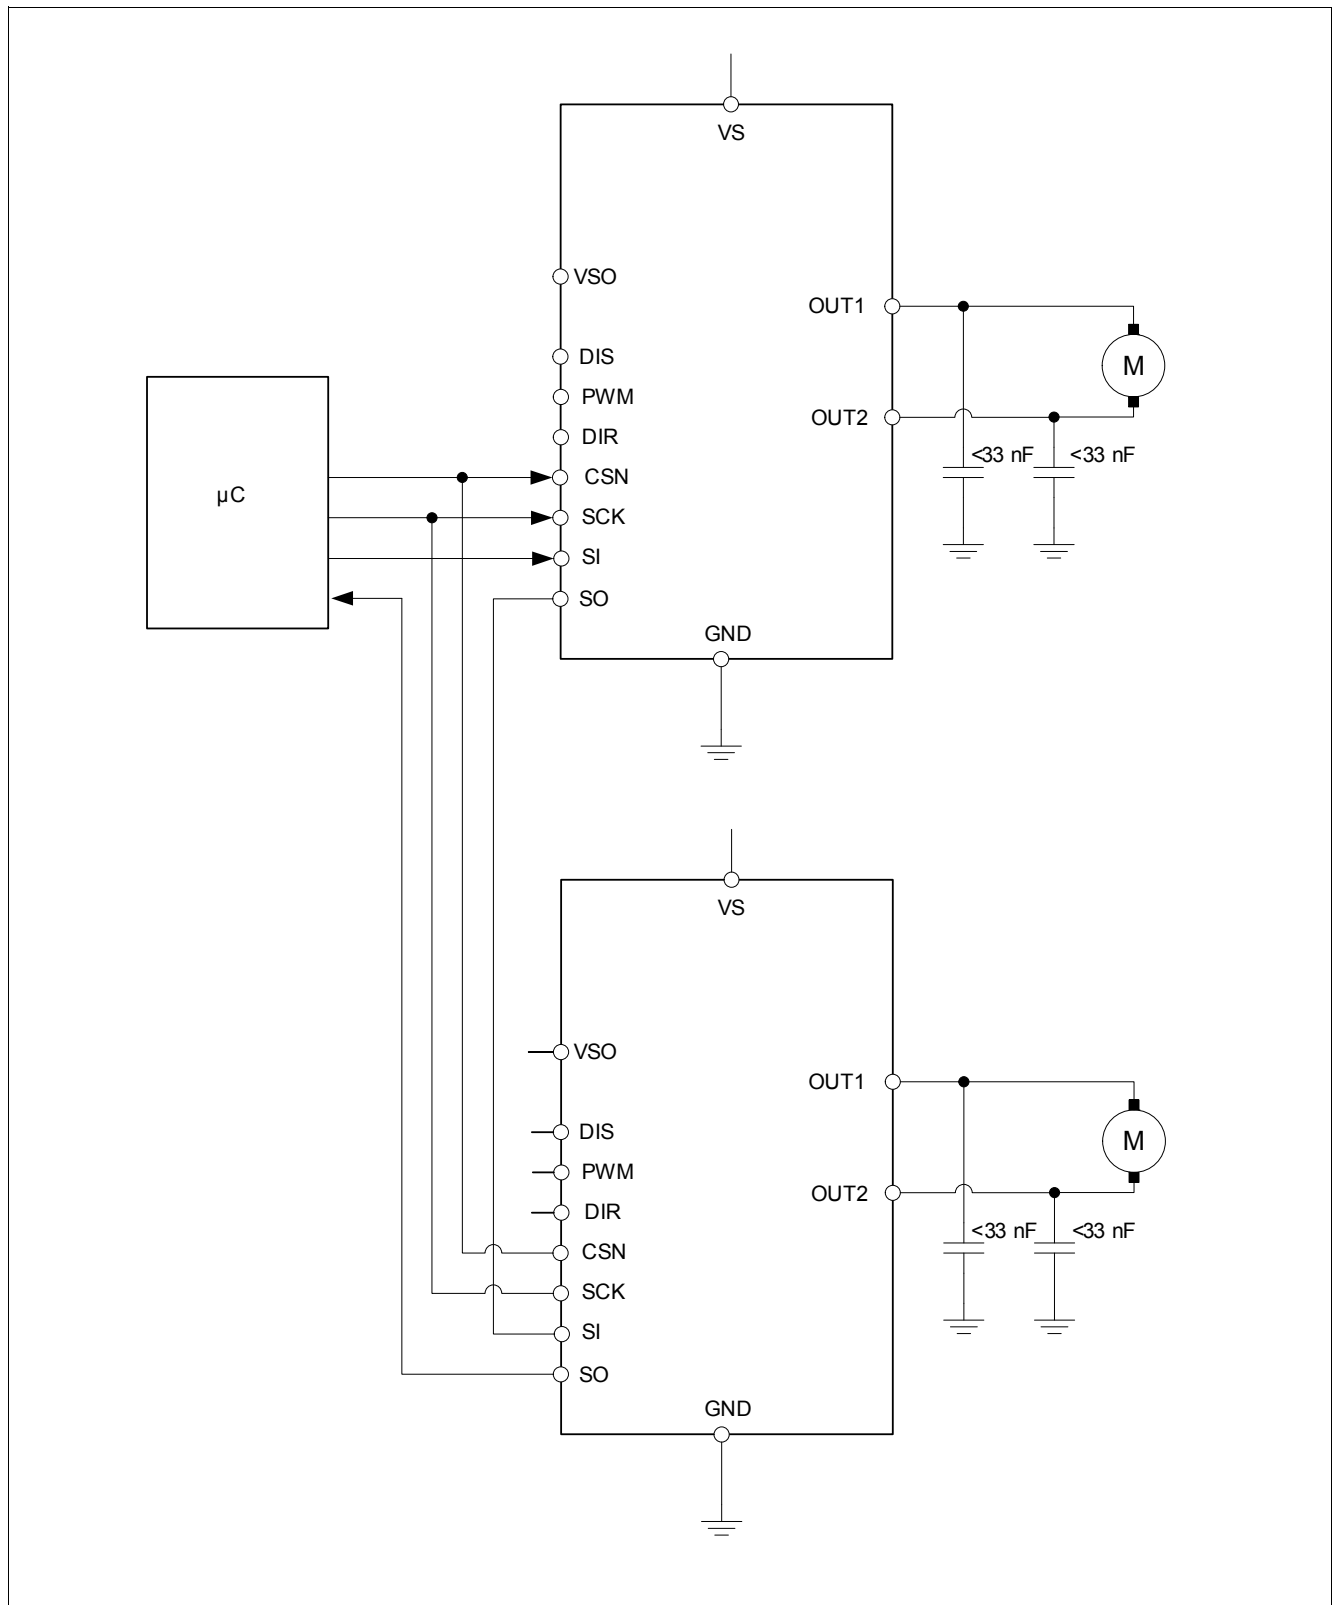 VS
VSO
OUT1
DIS
M
PWM
OUT2
DIR
<33 nF
<33 nF
CSN
µC
SCK
SI
SO
GND
VS
VSO
OUT1
DIS
M
PWM
OUT2
DIR
<33 nF
<33 nF
CSN
SCK
SI
SO
GND